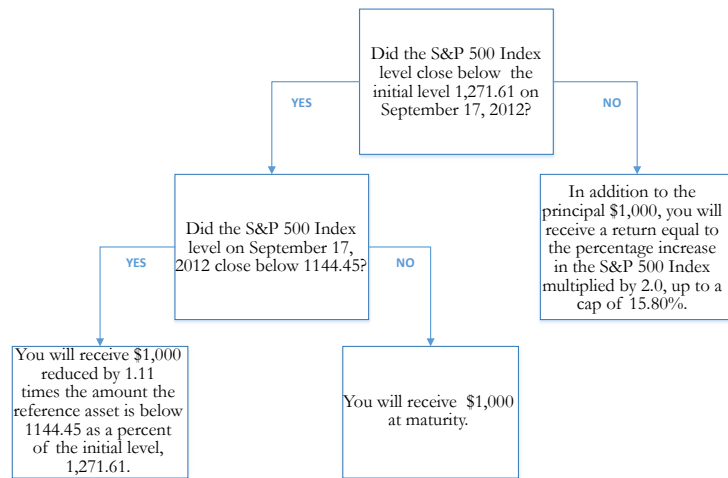 Did the S&P 500 Index
level close below the
initial level 1,271.61 on
September 17, 2012?
YES
NO
Did the S&P 500 Index
level on September 17,
2012 close below 1144.45?
In addition to the
principal $1,000, you will
receive a return equal to
the percentage increase
in the S&P 500 Index
multiplied by 2.0, up to a
cap of 15.80%.
YES
NO
You will receive $1,000
reduced by 1.11
times the amount the
reference asset is below
1144.45 as a percent
of the initial level,
1,271.61.
You will receive $1,000
at maturity.